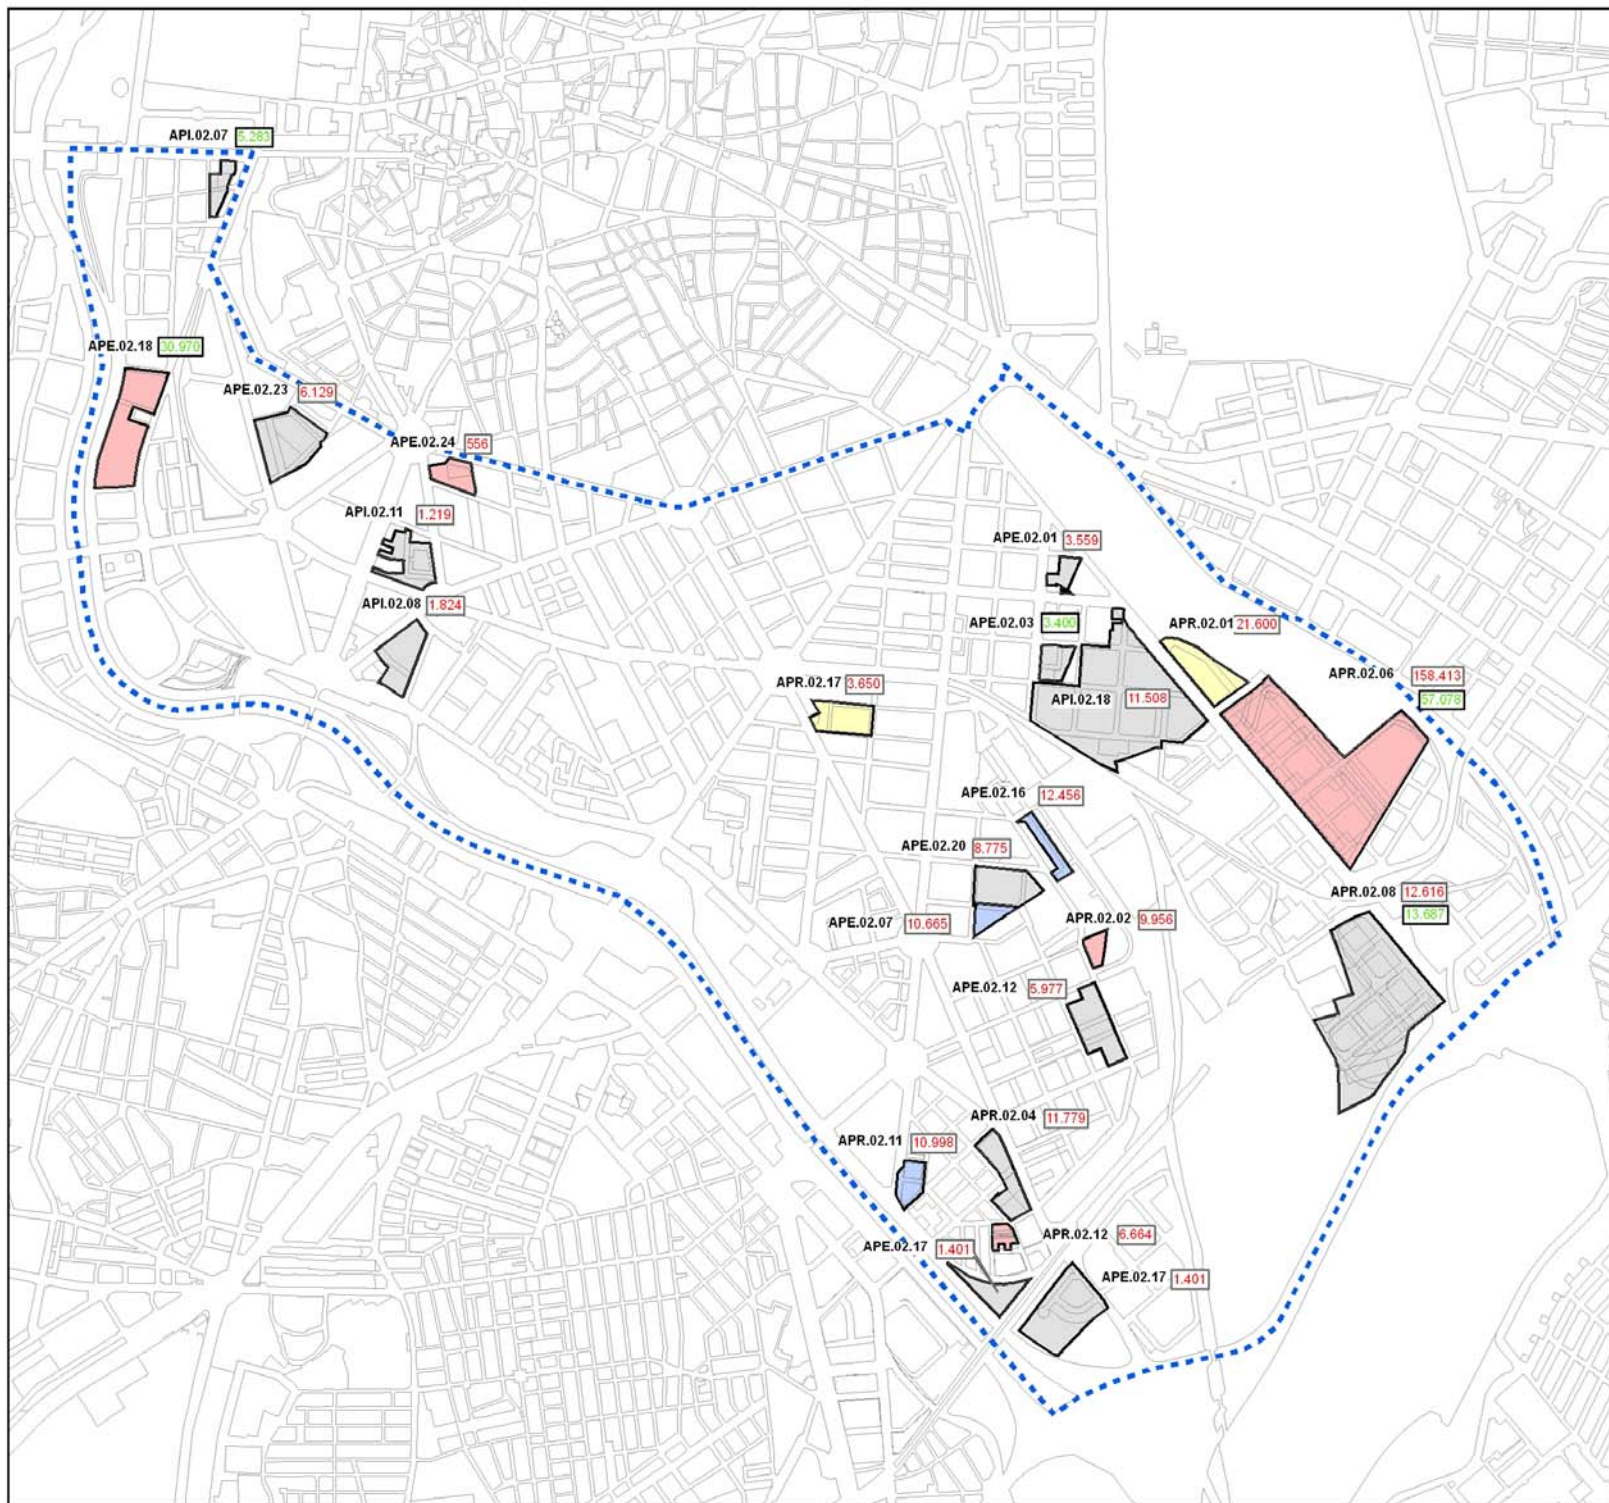 API.02.07 5.283
APE.02.18 30.970
APE.02.23 6.129
APE.02.24 556
API.02.11 1.219
APE.02.01 3.559
API.02.08 1.824
APE.02.03 3.400
APR.02.01 21.600
APR.02.06 158.413
57.078
APR.02.17 3.650
API.02.18 11.508
APE.02.16 12.456
APE.02.20 8.775
APR.02.08 12.616
13.687
APE.02.07 10.665
APR.02.02 9.956
APE.02.12 5.977
APR.02.04 11.779
APR.02.11 10.998
APR.02.12 6.664
APE.02.17 1.401
APE.02.17 1.401